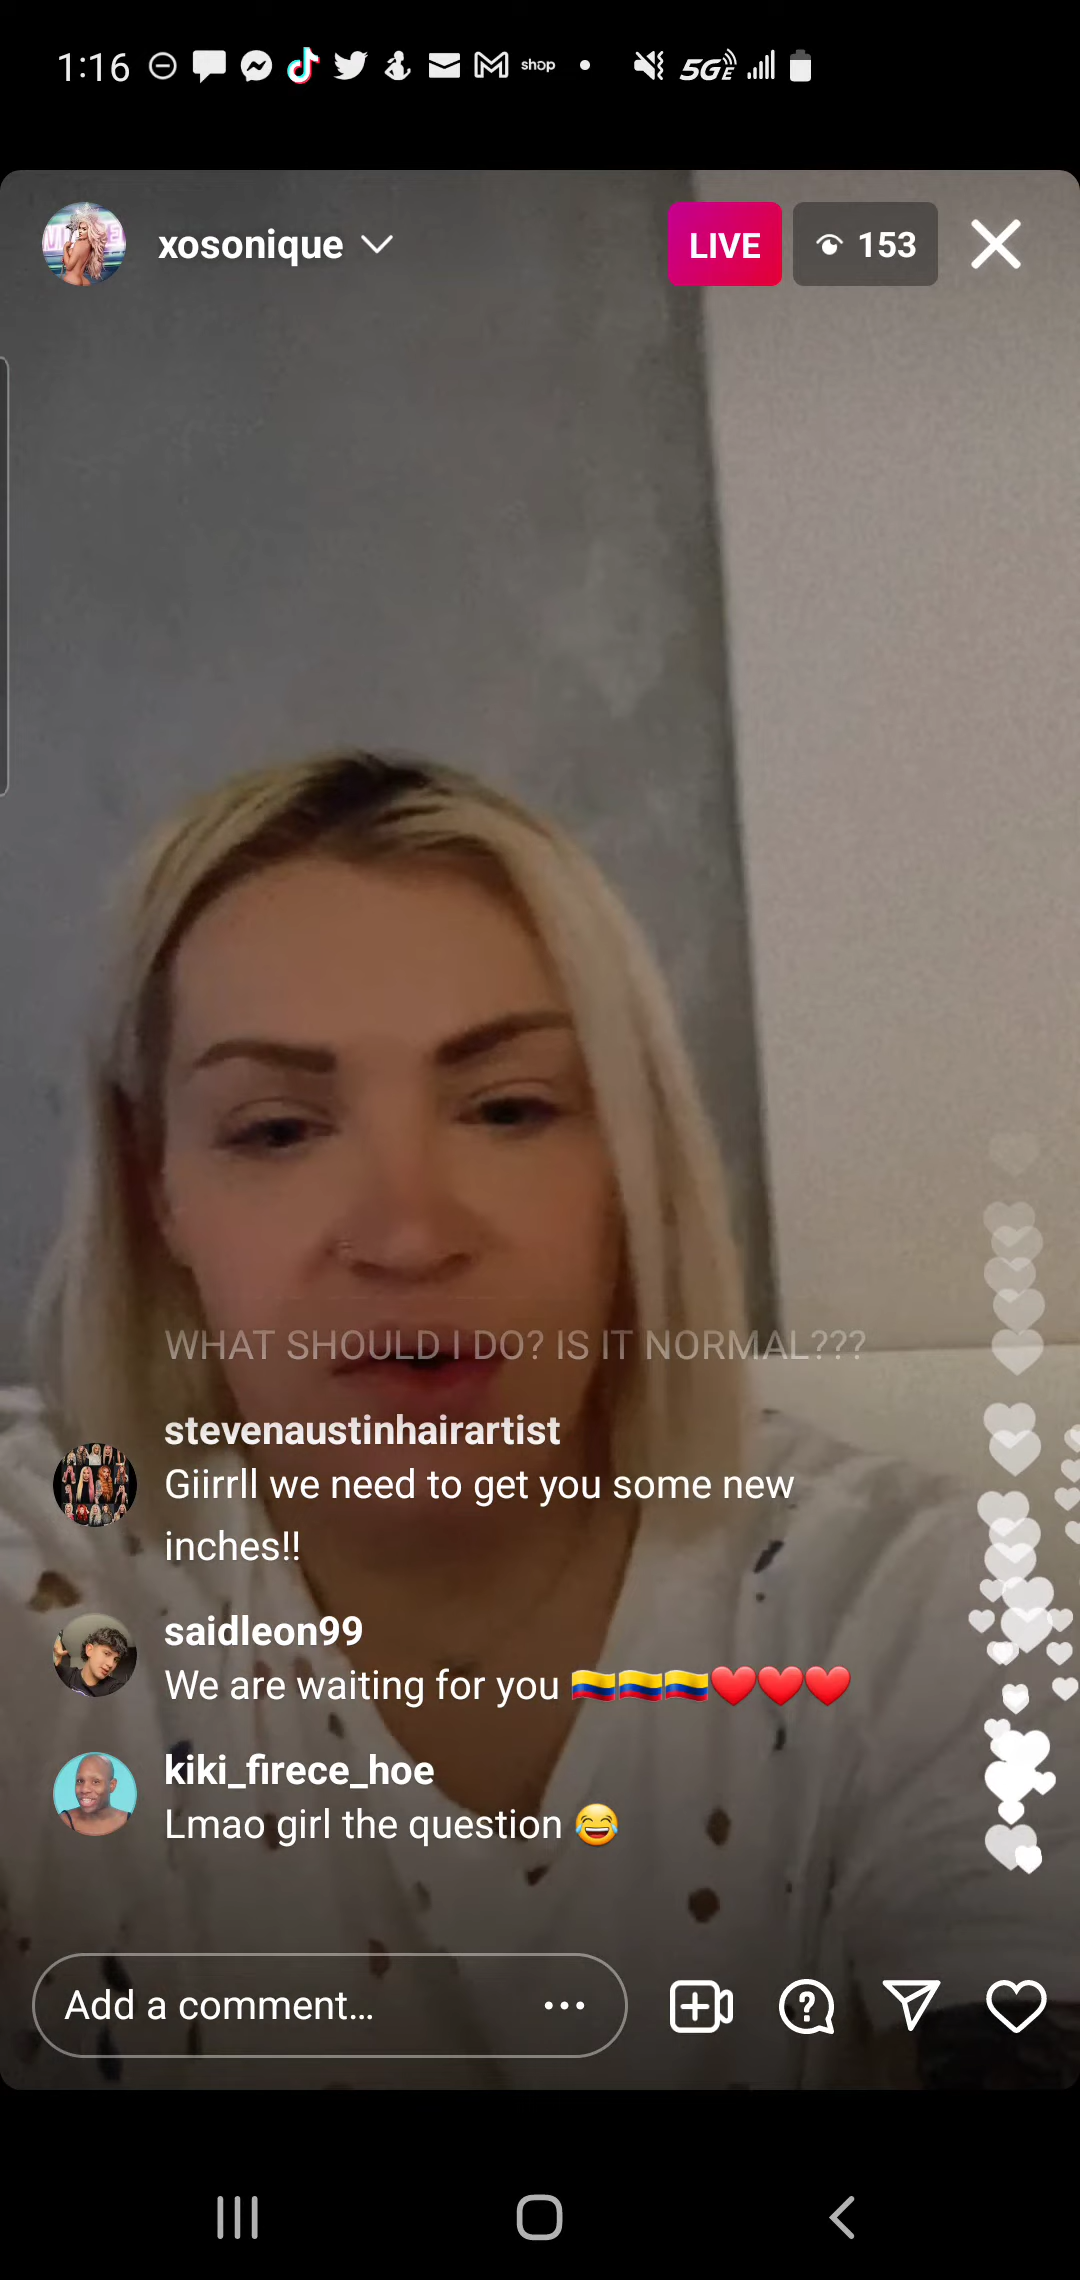 1:16
shop
5GE
xosonique
LIVE
153
WHAT SHOULD I DO? IS IT NORMAL???
stevenaustinhairartist
Giirrll we need to get you some new
inches!!
saidleon99
We are waiting for you 🇨🇴🇨🇴🇨🇴❤️❤️❤️
kiki_firece_hoe
Lmao girl the question 😂
Add a comment...